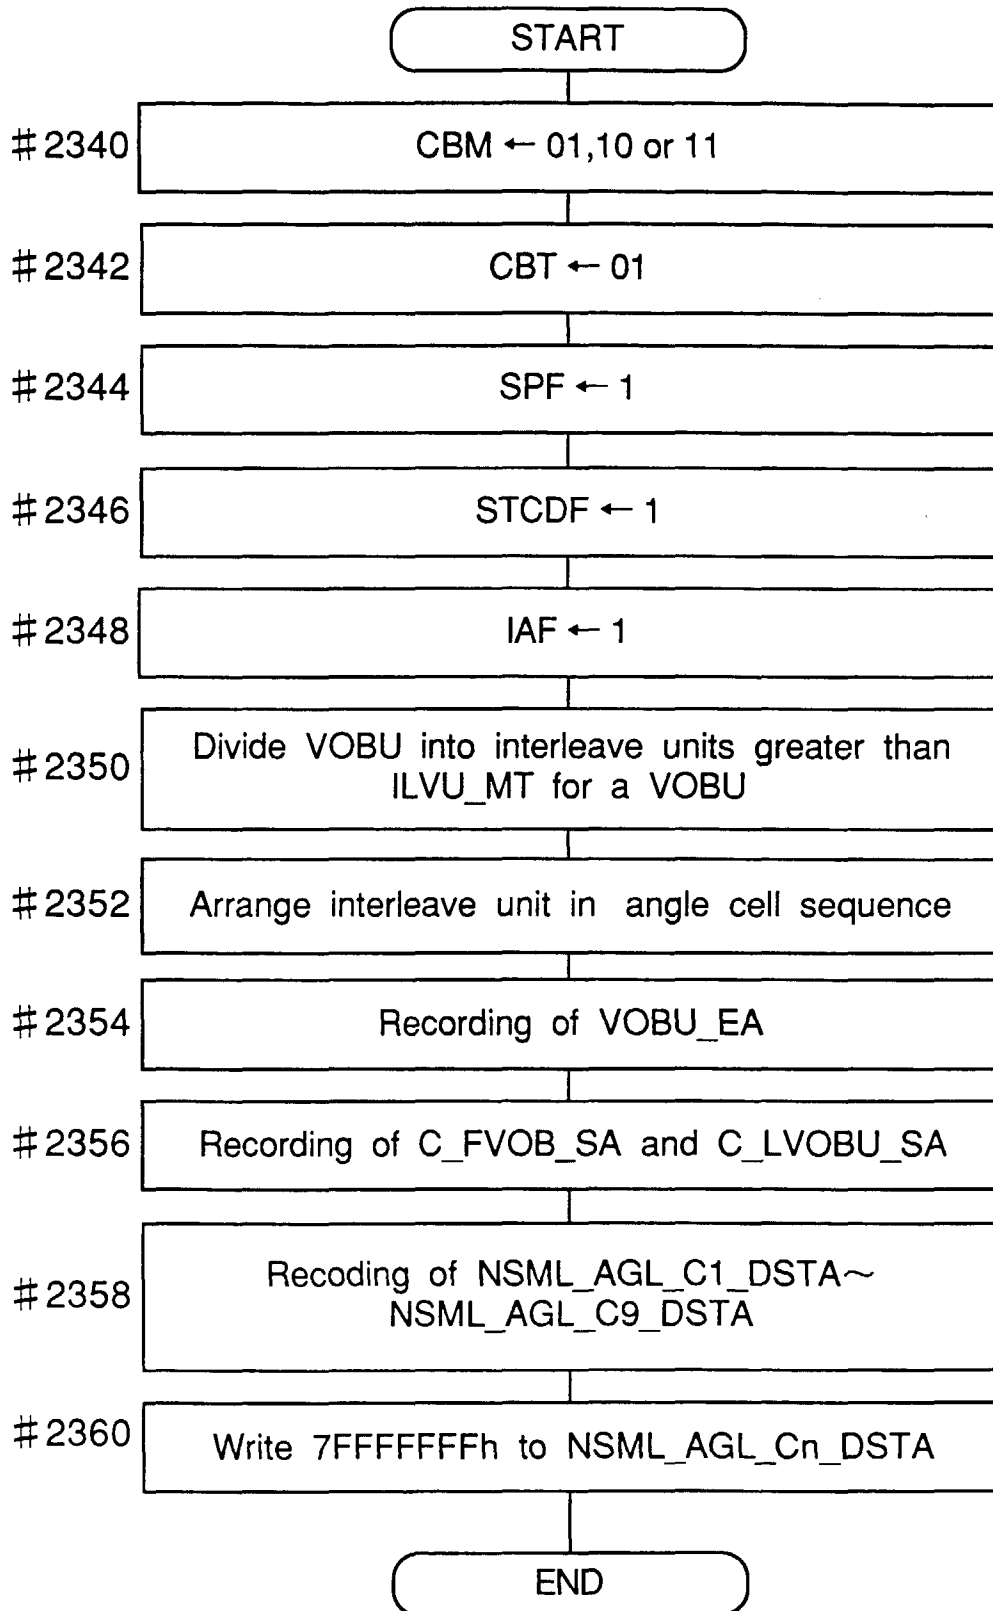 START
#2340
CBM ← 01,10 or 11
#2342
CBT ← 01
#2344
SPF ← 1
#2346
STCDF ← 1
#2348
IAF ← 1
#2350
Divide VOBU into interleave units greater than
ILVU_MT for a VOBU
#2352
Arrange interleave unit in angle cell sequence
#2354
Recording of VOBU_EA
#2356
Recording of C_FVOB_SA and C_LVOBU_SA
#2358
Recoding of NSML_AGL_C1_DSTA~
NSML_AGL_C9_DSTA
#2360
Write 7FFFFFFFh to NSML_AGL_Cn_DSTA
END